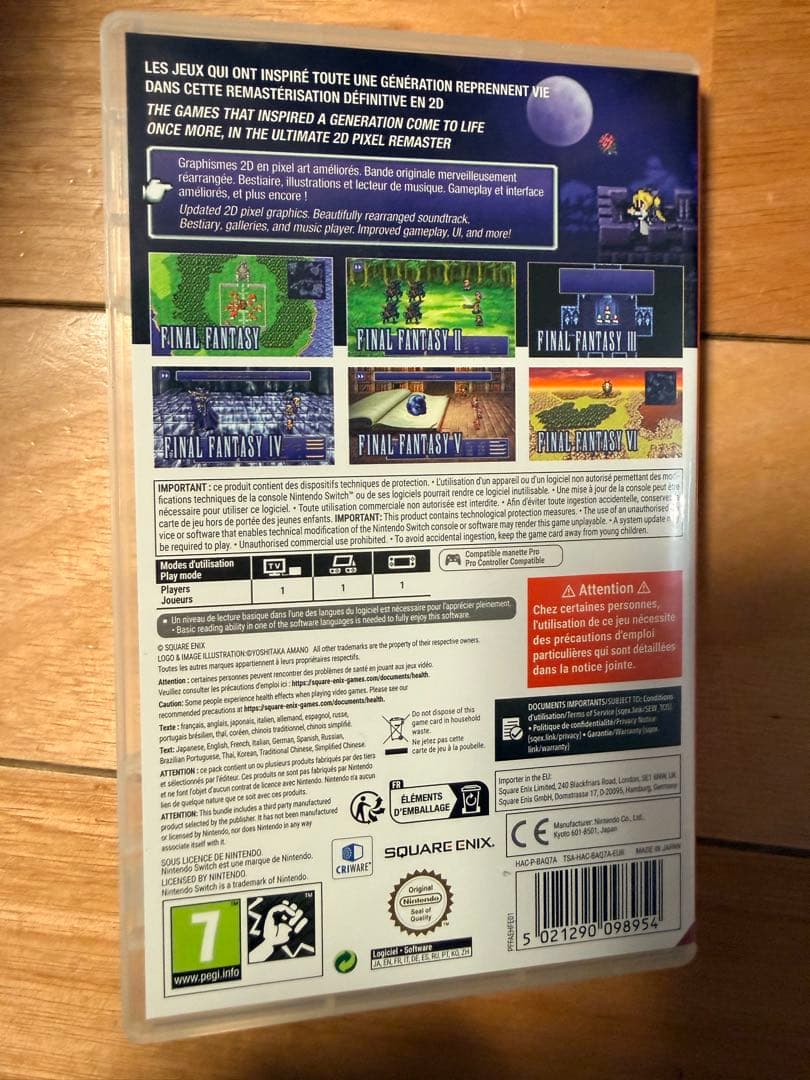 LES JEUX QUI ONT INSPIRÉ TOUTE UNE GÉNÉRATION REPRENNENT VIE
DANS CETTE REMASTÉRISATION DÉFINITIVE EN 2D
THE GAMES THAT INSPIRED A GENERATION COME TO LIFE
ONCE MORE, IN THE ULTIMATE 2D PIXEL REMASTER
Graphismes 2D en pixel art améliorés. Bande originale merveilleusement
réarrangée. Bestiaire, illustrations et lecteur de musique. Gameplay et interface
améliorés, et plus encore !
Updated 2D pixel graphics. Beautifully rearranged soundtrack.
Bestiary, galleries, and music player. Improved gameplay, UI, and more!
FINAL FANTASY
FINAL FANTASY II
FINAL FANTASY III
FINAL FANTASY IV
FINAL FANTASY V
FINAL FANTASY VI
IMPORTANT : ce produit contient des dispositifs techniques de protection. • L'utilisation d'un appareil ou d'un logiciel non autorisé permettant des modi-
fications techniques de la console Nintendo Switch™ ou de ses logiciels pourrait rendre ce logiciel inutilisable. • Une mise à jour de la console peut être
nécessaire pour utiliser ce logiciel. • Toute utilisation commerciale non autorisée est interdite. • Afin d'éviter toute ingestion accidentelle, conservez
carte de jeu hors de portée des jeunes enfants. IMPORTANT: This product contains technological protection measures. • The use of an unauthorised
vice or software that enables technical modification of the Nintendo Switch console or software may render this game unplayable. • A system update
be required to play. • Unauthorised commercial use prohibited. • To avoid accidental ingestion, keep the game card away from young children.
Modes d'utilisation
Play mode
TV
Compatible manette Pro
Pro Controller Compatible
Players
Joueurs
1
1
1
• Un niveau de lecture basique dans l'une des langues du logiciel est nécessaire pour l'apprécier pleinement.
• Basic reading ability in one of the software languages is needed to fully enjoy this software.
Attention
Chez certaines personnes,
l'utilisation de ce jeu nécessite
des précautions d'emploi
particulières qui sont détaillées
dans la notice jointe.
© SQUARE ENIX
LOGO & IMAGE ILLUSTRATION:©YOSHITAKA AMANO All other trademarks are the property of their respective owners.
Toutes les autres marques appartiennent à leurs propriétaires respectifs.
Attention : certaines personnes peuvent rencontrer des problèmes de santé en jouant aux jeux vidéo.
Veuillez consulter les précautions d'emploi ici : https://square-enix-games.com/documents/health.
Caution: Some people experience health effects when playing video games. Please see our
recommended precautions at https://square-enix-games.com/documents/health.
Texte : français, anglais, japonais, italien, allemand, espagnol, russe,
portugais brésilien, thaï, coréen, chinois traditionnel, chinois simplifié.
Text: Japanese, English, French, Italian, German, Spanish, Russian,
Brazilian Portuguese, Thai, Korean, Traditional Chinese, Simplified Chinese.
Do not dispose of this
game card in household
waste.
Ne jetez pas cette
carte de jeu à la poubelle.
DOCUMENTS IMPORTANTS/SUBJECT TO: Conditions
d'utilisation/Terms of Service (sqex.link/SEW_TOS)
• Politique de confidentialité/Privacy Notice
(sqex.link/privacy) • Garantie/Warranty (sqex.
link/warranty)
ATTENTION : ce pack contient un ou plusieurs produits fabriqués par des tiers
et sélectionnés par l'éditeur. Ces produits ne sont pas fabriqués par Nintendo
et ne font l'objet d'aucun contrat de licence avec Nintendo. Nintendo n'a aucun
lien de quelque nature que ce soit avec ces produits.
ATTENTION: This bundle includes a third party manufactured
product selected by the publisher. It has not been manufactured
or licensed by Nintendo, nor does Nintendo in any way
associate itself with it.
FR
ÉLÉMENTS
D'EMBALLAGE
Importer in the EU:
Square Enix Limited, 240 Blackfriars Road, London, SE1 8NW, UK
Square Enix GmbH, Domstrasse 17, D-20095, Hamburg, Germany
CE
Manufacturer: Nintendo Co., Ltd.,
Kyoto 601-8501, Japan
SOUS LICENCE DE NINTENDO.
Nintendo Switch est une marque de Nintendo.
LICENSED BY NINTENDO.
Nintendo Switch is a trademark of Nintendo.
CRIWARE™
SQUARE ENIX.
HAC-P-BAQ7A TSA-HAC-BAQ7A-EUR MADE IN JAPAN
7
www.pegi.info
TM
Original
Nintendo
Seal of
Quality
TM
Logiciel • Software
JA, EN, FR, IT, DE, ES, RU, PT, KO, ZH
PFFAEHFE01
5 021290 098954